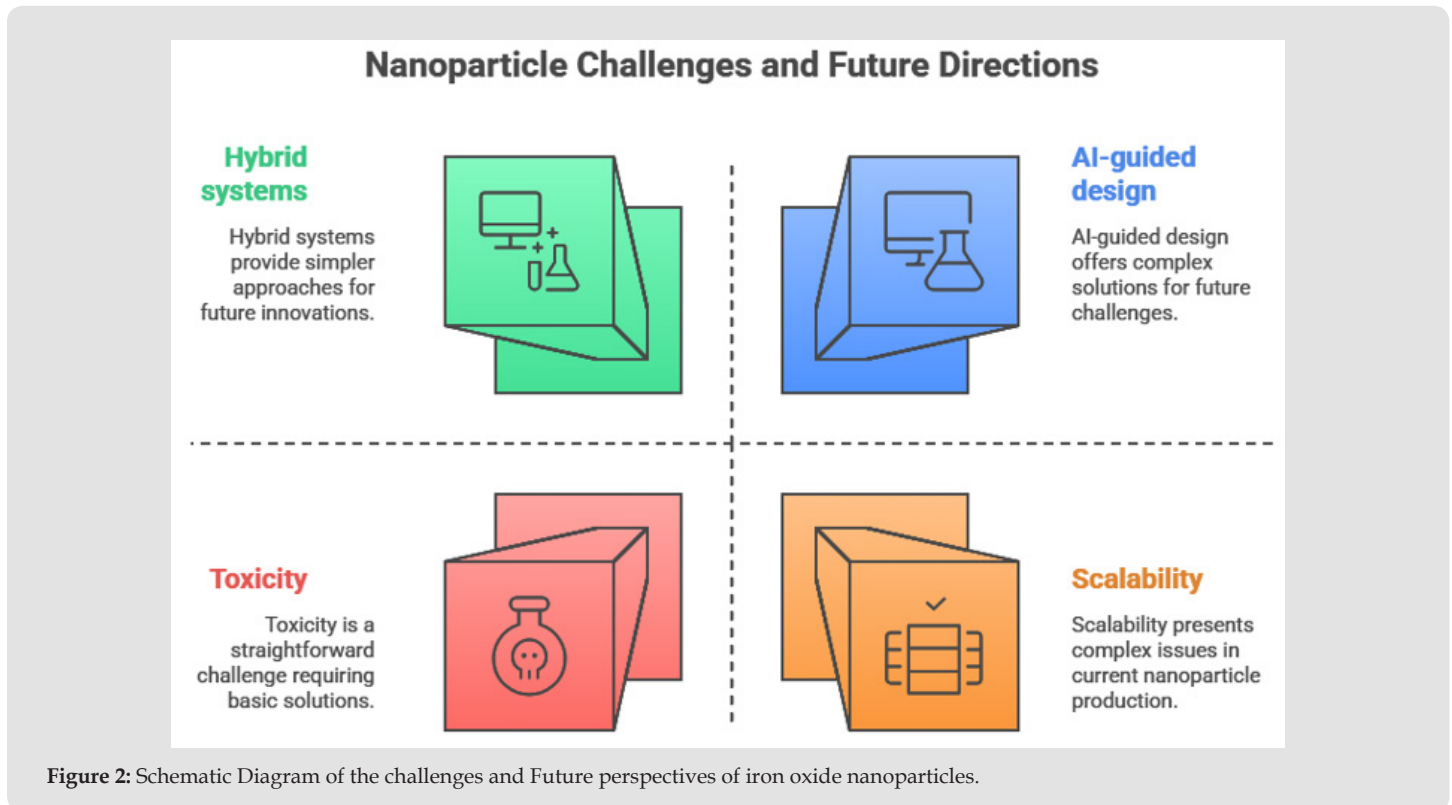 Nanoparticle Challenges and Future Directions
Hybrid
systems
Hybrid systems
provide simpler
approaches for
future innovations.
AI-guided
design
AI-guided design
offers complex
solutions for future
challenges.
Toxicity
Toxicity is a
straightforward
challenge requiring
basic solutions.
Scalability
Scalability presents
complex issues in
current nanoparticle
production.
Figure 2: Schematic Diagram of the challenges and Future perspectives of iron oxide nanoparticles.